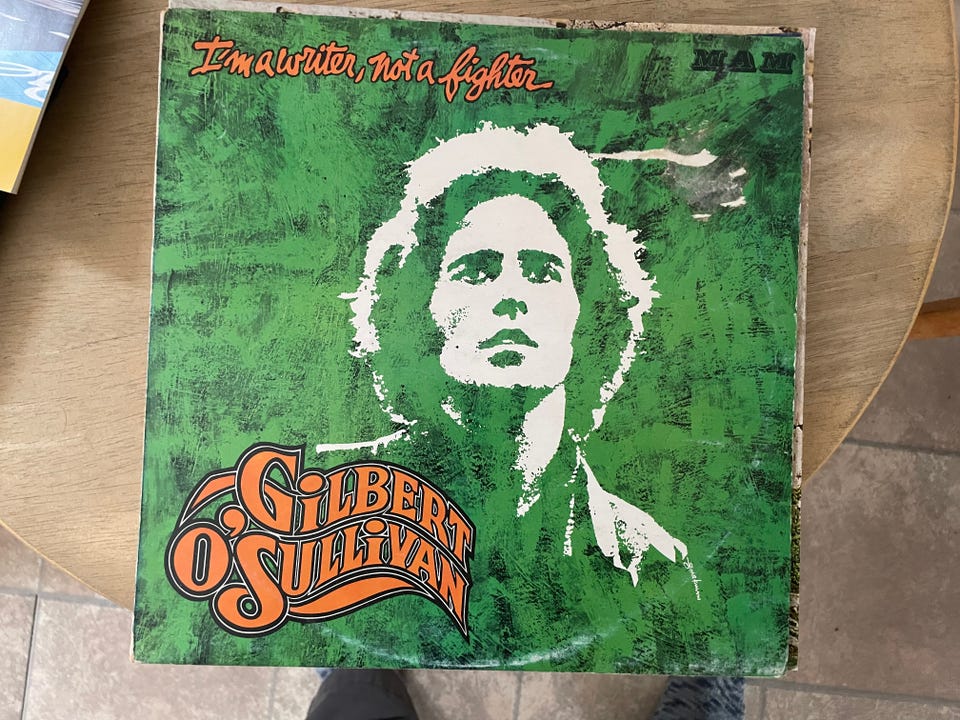 I'm a writer, not a fighter
MAM
GILBERT
O'SULLIVAN